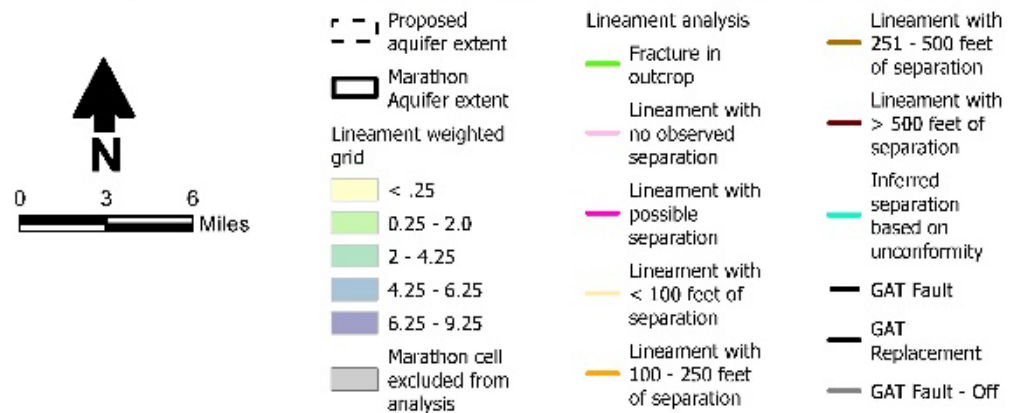 N
0 3 6
Miles
Proposed
aquifer extent
Marathon
Aquifer extent
Lineament weighted
grid
< .25
0.25 - 2.0
2 - 4.25
4.25 - 6.25
6.25 - 9.25
Marathon cell
excluded from
analysis
Lineament analysis
Fracture in
outcrop
Lineament with
no observed
separation
Lineament with
possible
separation
Lineament with
< 100 feet of
separation
Lineament with
100 - 250 feet
of separation
Lineament with
251 - 500 feet
of separation
Lineament with
> 500 feet of
separation
Inferred
separation
based on
unconformity
GAT Fault
GAT
Replacement
GAT Fault - Off